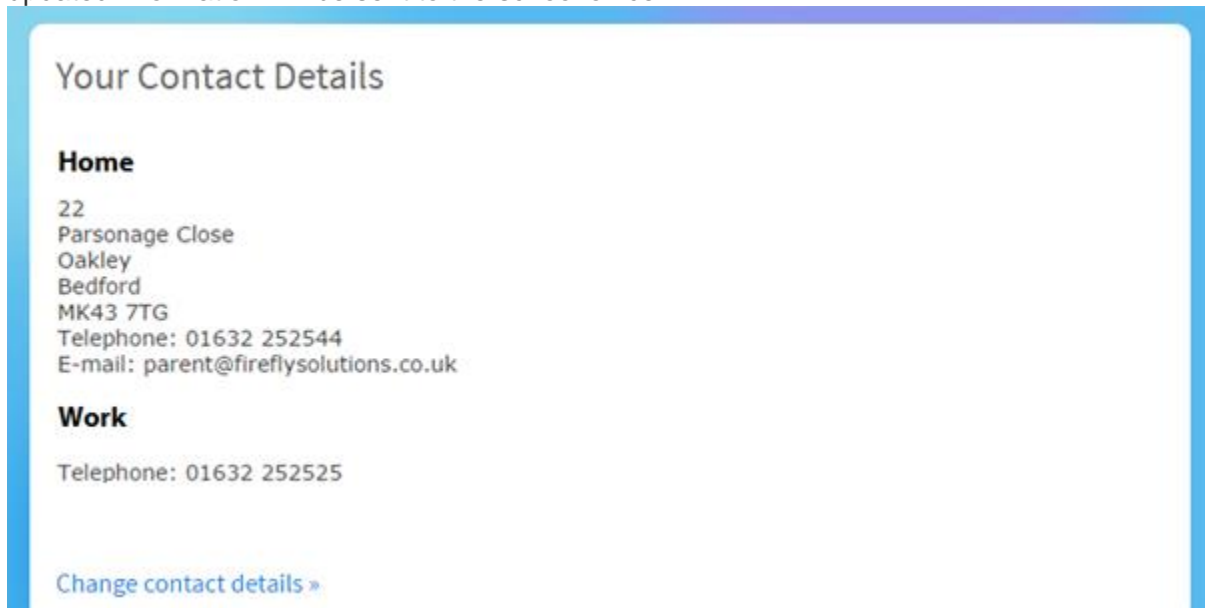 Your Contact Details
Home
22
Parsonage Close
Oakley
Bedford
MK43 7TG
Telephone: 01632 252544
E-mail: parent@fireflysolutions.co.uk
Work
Telephone: 01632 252525
Change contact details »